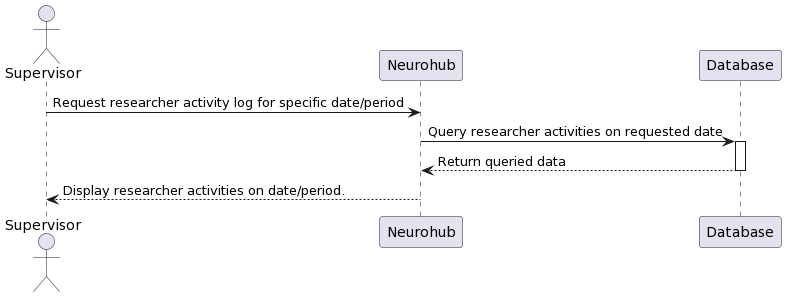 Supervisor
Neurohub
Database
Request researcher activity log for specific date/period
Query researcher activities on requested date
Return queried data
Display researcher activities on date/period.
Supervisor
Neurohub
Database